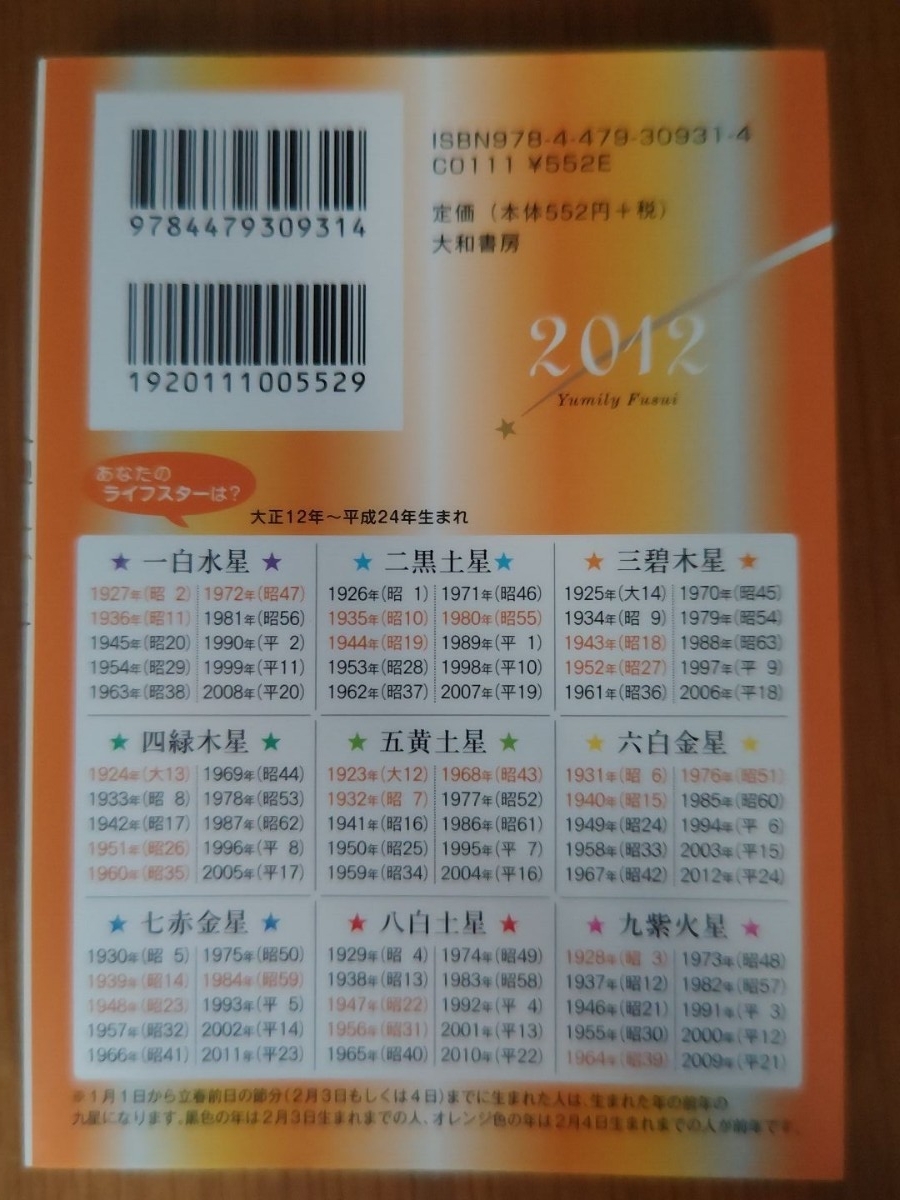 9784479309314
1920111005529
ISBN978-4-479-30931-4
C0111 ¥552E
定価（本体552円＋税）
大和書房
2012
Yumily Fusui
あなたの
ライフスターは？
大正12年～平成24年生まれ
★ 一白水星 ★
1927年(昭 2) 1972年(昭47)
1936年(昭11) 1981年(昭56)
1945年(昭20) 1990年(平 2)
1954年(昭29) 1999年(平11)
1963年(昭38) 2008年(平20)
★ 二黒土星 ★
1926年(昭 1) 1971年(昭46)
1935年(昭10) 1980年(昭55)
1944年(昭19) 1989年(平 1)
1953年(昭28) 1998年(平10)
1962年(昭37) 2007年(平19)
★ 三碧木星 ★
1925年(大14) 1970年(昭45)
1934年(昭 9) 1979年(昭54)
1943年(昭18) 1988年(昭63)
1952年(昭27) 1997年(平 9)
1961年(昭36) 2006年(平18)
★ 四緑木星 ★
1924年(大13) 1969年(昭44)
1933年(昭 8) 1978年(昭53)
1942年(昭17) 1987年(昭62)
1951年(昭26) 1996年(平 8)
1960年(昭35) 2005年(平17)
★ 五黄土星 ★
1923年(大12) 1968年(昭43)
1932年(昭 7) 1977年(昭52)
1941年(昭16) 1986年(昭61)
1950年(昭25) 1995年(平 7)
1959年(昭34) 2004年(平16)
★ 六白金星 ★
1931年(昭 6) 1976年(昭51)
1940年(昭15) 1985年(昭60)
1949年(昭24) 1994年(平 6)
1958年(昭33) 2003年(平15)
1967年(昭42) 2012年(平24)
★ 七赤金星 ★
1930年(昭 5) 1975年(昭50)
1939年(昭14) 1984年(昭59)
1948年(昭23) 1993年(平 5)
1957年(昭32) 2002年(平14)
1966年(昭41) 2011年(平23)
★ 八白土星 ★
1929年(昭 4) 1974年(昭49)
1938年(昭13) 1983年(昭58)
1947年(昭22) 1992年(平 4)
1956年(昭31) 2001年(平13)
1965年(昭40) 2010年(平22)
★ 九紫火星 ★
1928年(昭 3) 1973年(昭48)
1937年(昭12) 1982年(昭57)
1946年(昭21) 1991年(平 3)
1955年(昭30) 2000年(平12)
1964年(昭39) 2009年(平21)
※1月1日から立春前日の節分(2月3日もしくは4日)までに生まれた人は、生まれた年の前年の
九星になります。黒色の年は2月3日生まれまでの人、オレンジ色の年は2月4日生まれまでの人が前年です。